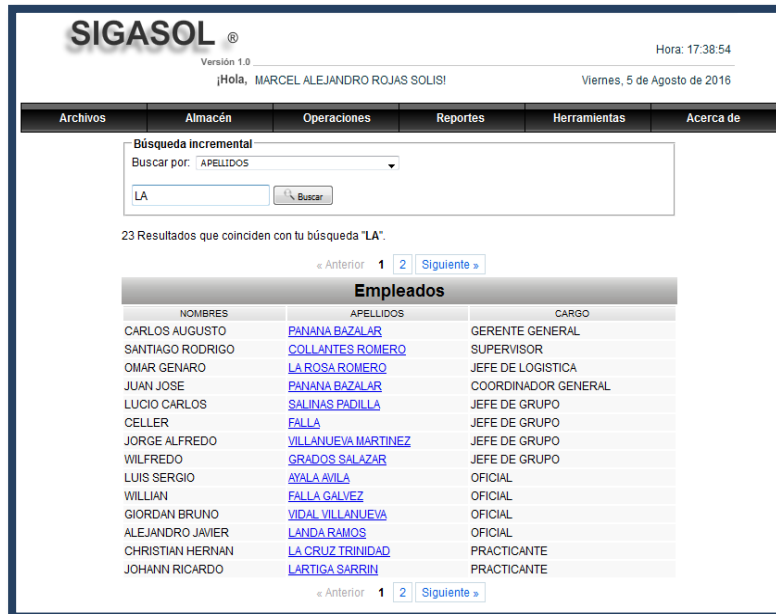 SIGASOL ®
Hora: 17:38:54
Versión 1.0
¡Hola, MARCEL ALEJANDRO ROJAS SOLIS! Viernes, 5 de Agosto de 2016
Archivos Almacén Operaciones Reportes Herramientas Acerca de
Búsqueda incremental
Buscar por: APELLIDOS
LA Buscar
23 Resultados que coinciden con tu búsqueda "LA".
« Anterior 1 2 Siguiente »
Empleados
NOMBRES APELLIDOS CARGO
CARLOS AUGUSTO PANANA BAZALAR GERENTE GENERAL
SANTIAGO RODRIGO COLLANTES ROMERO SUPERVISOR
OMAR GENARO LA ROSA ROMERO JEFE DE LOGISTICA
JUAN JOSE PANANA BAZALAR COORDINADOR GENERAL
LUCIO CARLOS SALINAS PADILLA JEFE DE GRUPO
CELLER FALLA JEFE DE GRUPO
JORGE ALFREDO VILLANUEVA MARTINEZ JEFE DE GRUPO
WILFREDO GRADOS SALAZAR JEFE DE GRUPO
LUIS SERGIO AYALA AVILA OFICIAL
WILLIAN FALLA GALVEZ OFICIAL
GIORDAN BRUNO VIDAL VILLANUEVA OFICIAL
ALEJANDRO JAVIER LANDA RAMOS OFICIAL
CHRISTIAN HERNAN LA CRUZ TRINIDAD PRACTICANTE
JOHANN RICARDO LARTIGA SARRIN PRACTICANTE
« Anterior 1 2 Siguiente »